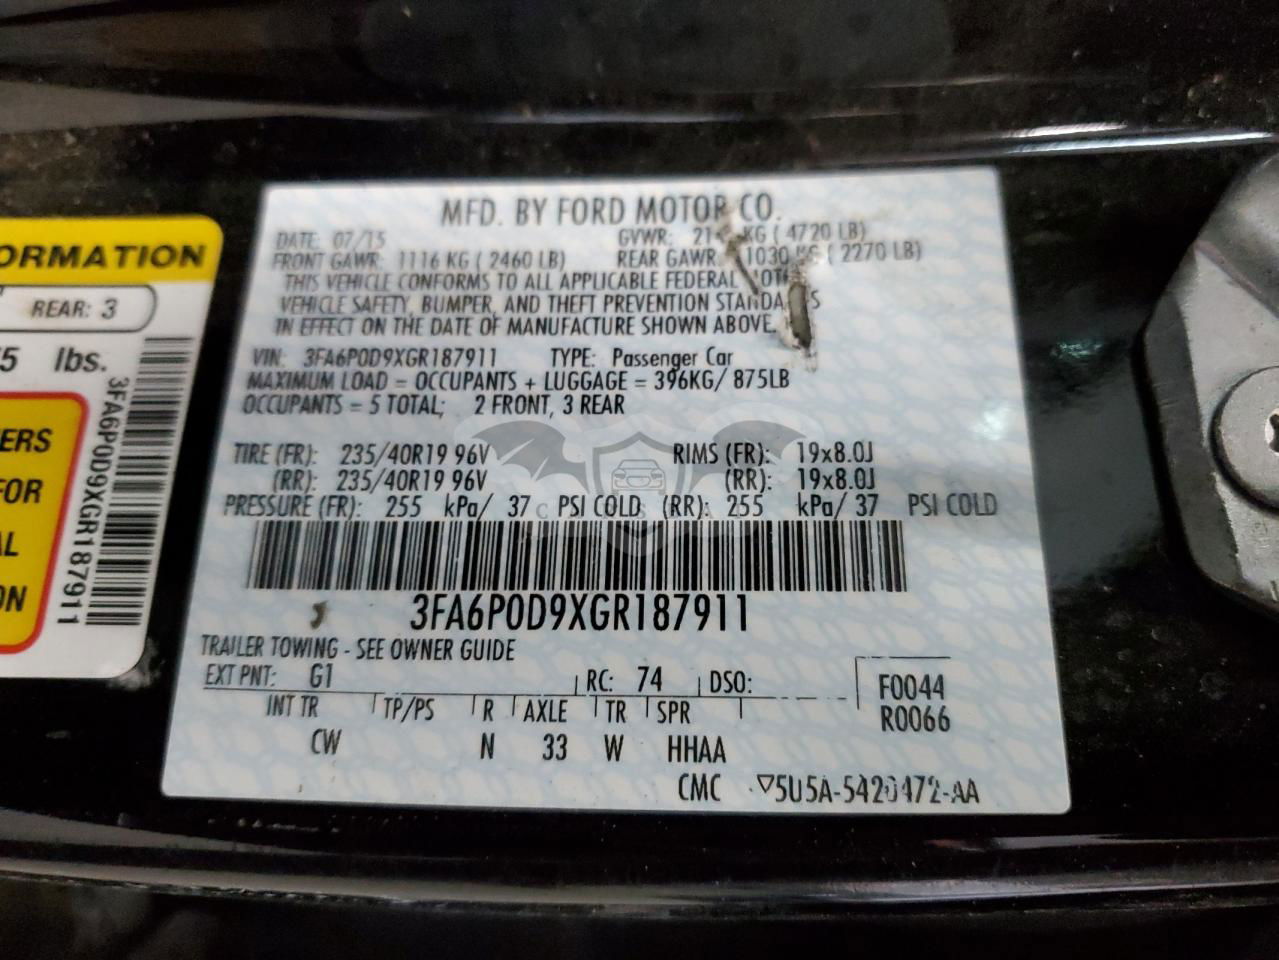 ORMATION
REAR: 3
5 lbs.
ERS
FOR
AL
ON
3FA6P0D9XGR187911
MFD. BY FORD MOTOR CO.
DATE: 07/15 GVWR: KG ( 4720 LB)
FRONT GAWR: 1116 KG ( 2460 LB) REAR GAWR: 1030 KG ( 2270 LB)
THIS VEHICLE CONFORMS TO ALL APPLICABLE FEDERAL
VEHICLE SAFETY, BUMPER, AND THEFT PREVENTION STANDARDS
IN EFFECT ON THE DATE OF MANUFACTURE SHOWN ABOVE.
VIN: 3FA6P0D9XGR187911 TYPE: Passenger Car
MAXIMUM LOAD = OCCUPANTS + LUGGAGE = 396KG/ 875LB
OCCUPANTS = 5 TOTAL; 2 FRONT, 3 REAR
TIRE (FR): 235/40R19 96V RIMS (FR): 19x8.0J
(RR): 235/40R19 96V (RR): 19x8.0J
PRESSURE (FR): 255 kPa/ 37 PSI COLD (RR): 255 kPa/ 37 PSI COLD
3FA6P0D9XGR187911
TRAILER TOWING - SEE OWNER GUIDE
EXT PNT: G1 RC: 74 DSO: F0044
INT TR TP/PS R AXLE TR SPR R0066
CW N 33 W HHAA
CMC ▽5U5A-5420472-AA